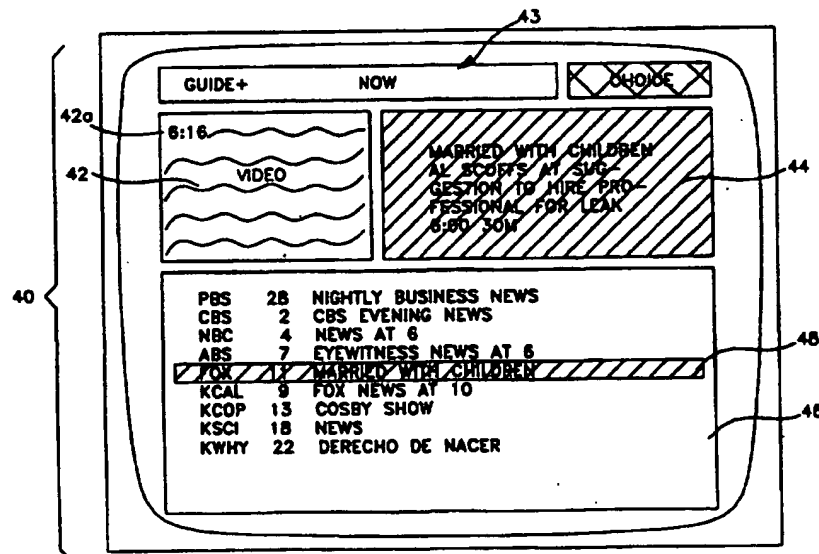 43
GUIDE+ NOW CHOICE
42a
6:16
42
VIDEO
MARRIED WITH CHILDREN
AL SCOFFS AT SUG-
GESTION TO HIRE PRO-
FESSIONAL FOR LEAK
6:00 30M
44
40
PBS 28 NIGHTLY BUSINESS NEWS
CBS 2 CBS EVENING NEWS
NBC 4 NEWS AT 6
ABS 7 EYEWITNESS NEWS AT 6
FOX 11 MARRIED WITH CHILDREN
48
KCAL 9 FOX NEWS AT 10
KCOP 13 COSBY SHOW
46
KSCI 18 NEWS
KWHY 22 DERECHO DE NACER